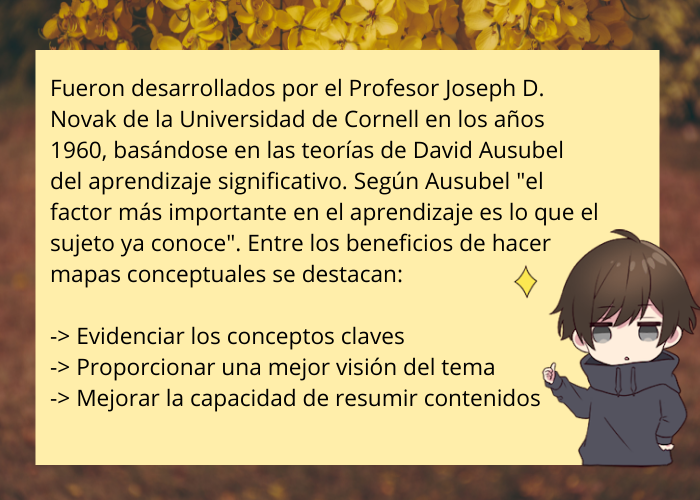 Fueron desarrollados por el Profesor Joseph D.
Novak de la Universidad de Cornell en los años
1960, basándose en las teorías de David Ausubel
del aprendizaje significativo. Según Ausubel "el
factor más importante en el aprendizaje es lo que el
sujeto ya conoce". Entre los beneficios de hacer
mapas conceptuales se destacan:
-> Evidenciar los conceptos claves
-> Proporcionar una mejor visión del tema
-> Mejorar la capacidad de resumir contenidos